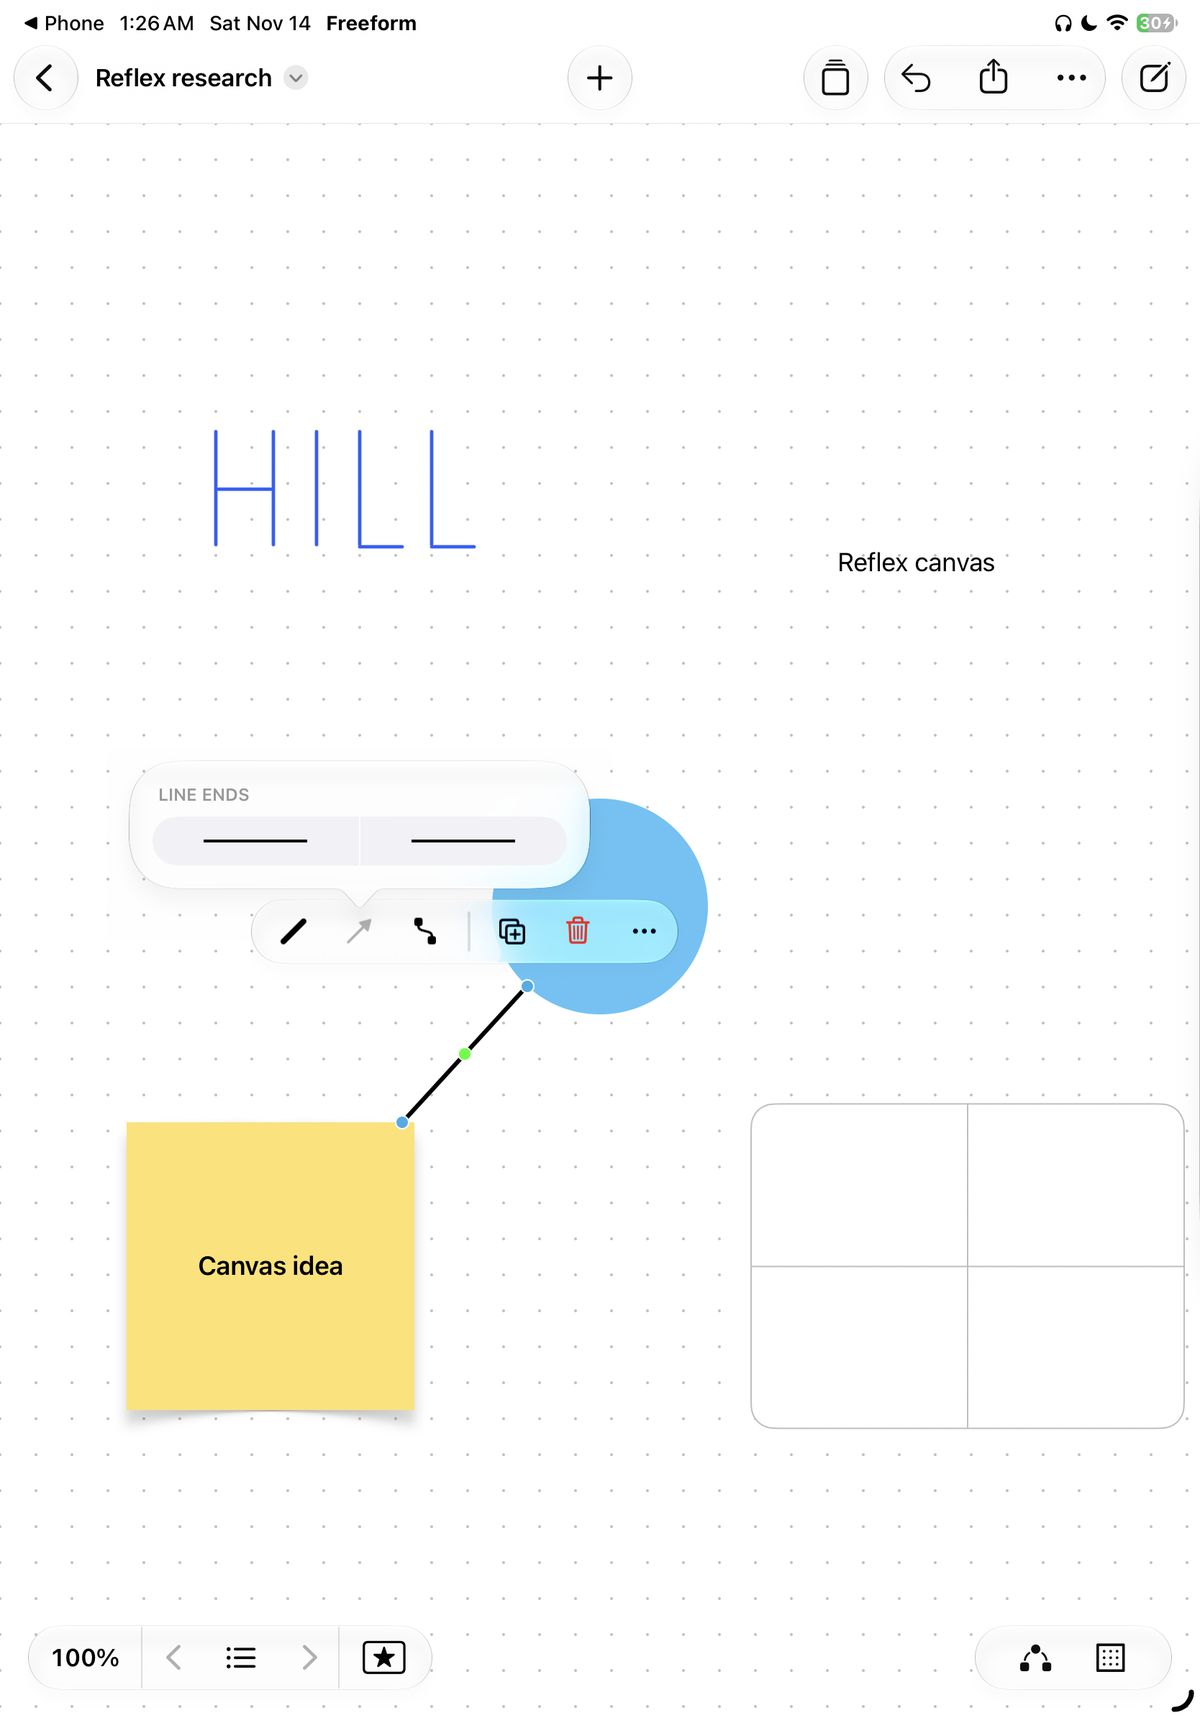 Phone 1:26 AM Sat Nov 14 Freeform 30
Reflex research
HILL
Reflex canvas
LINE ENDS
Canvas idea
100%